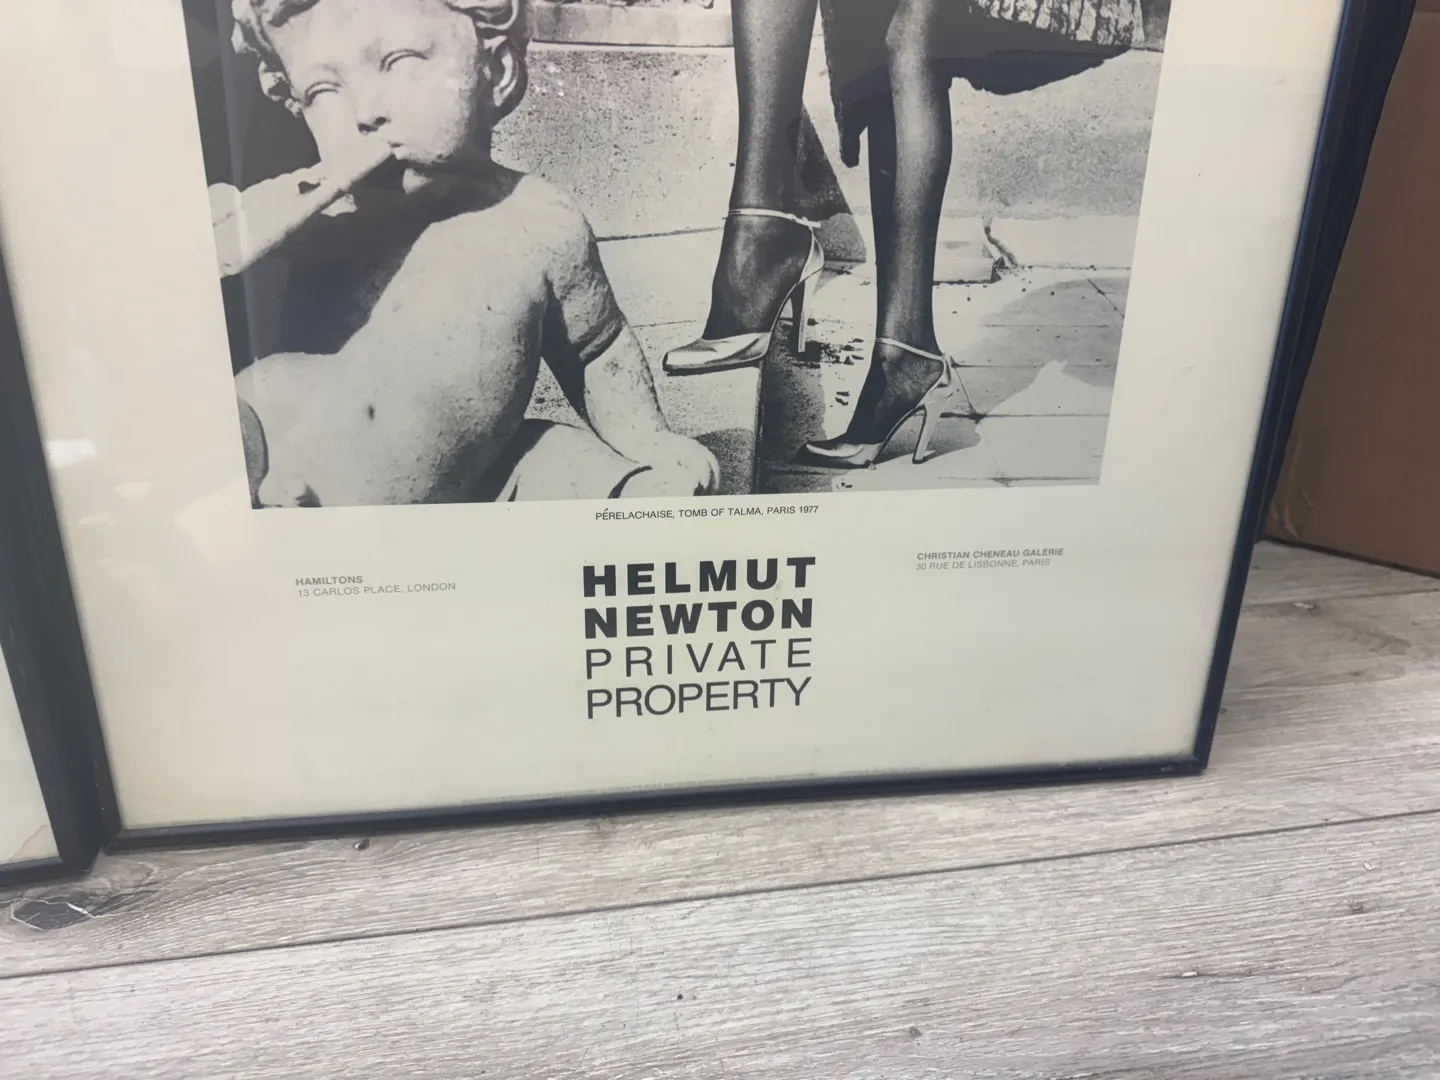 PÉRELACHAISE, TOMB OF TALMA, PARIS 1977
HAMILTONS
13 CARLOS PLACE, LONDON
HELMUT
NEWTON
PRIVATE
PROPERTY
CHRISTIAN CHENEAU GALERIE
30 RUE DE LISBONNE, PARIS